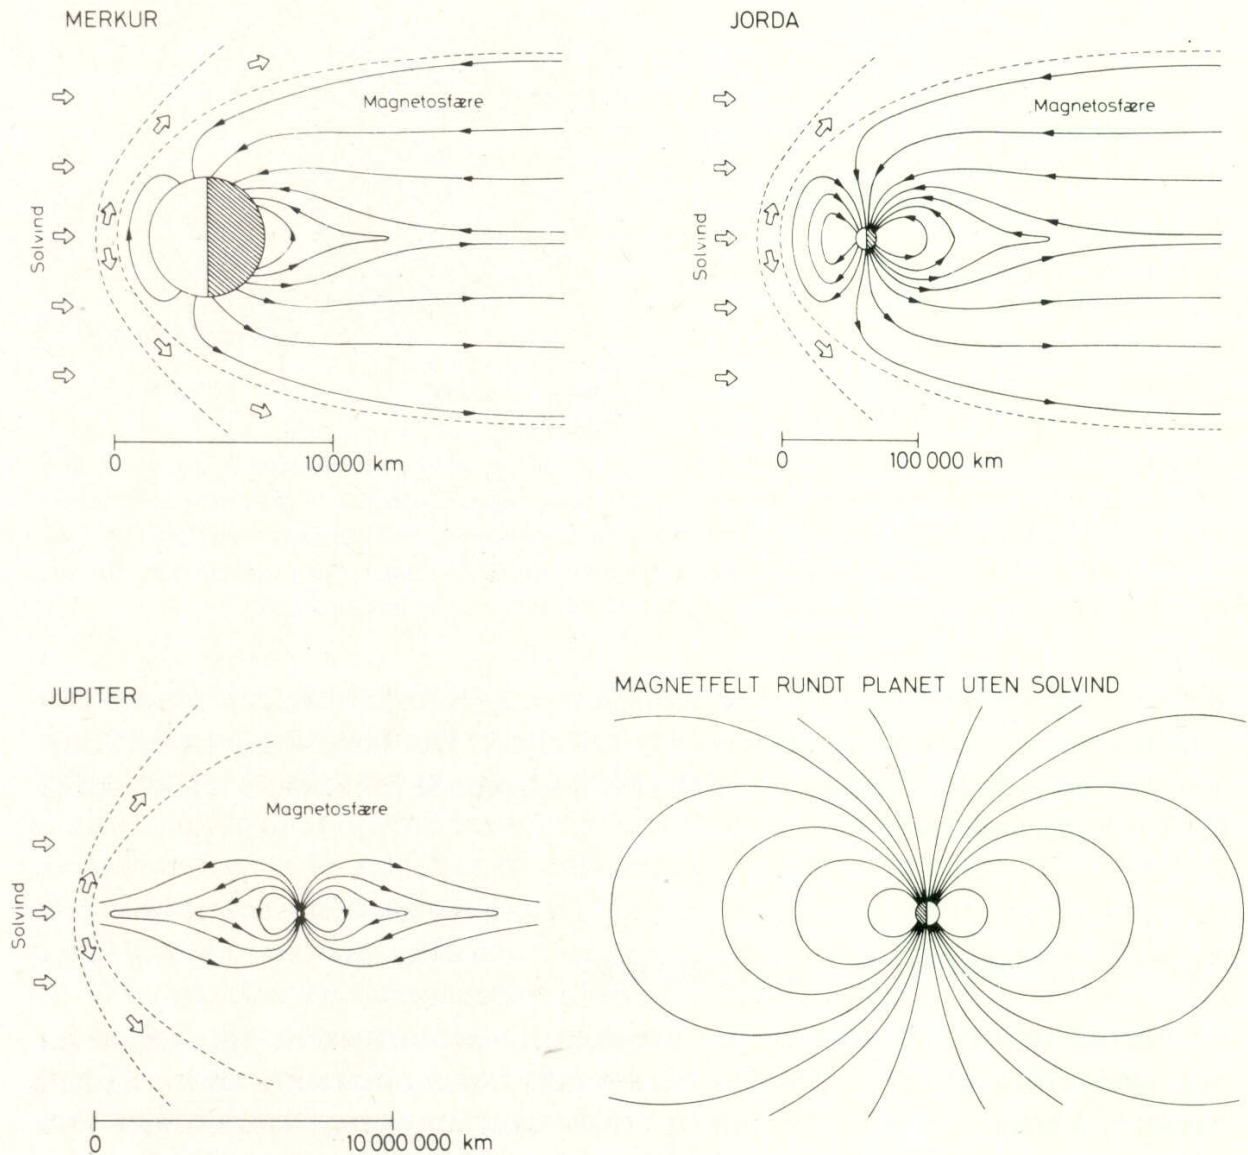 MERKUR
Magnetosfære
Solvind
0 10 000 km
JORDA
Magnetosfære
Solvind
0 100 000 km
JUPITER
Magnetosfære
Solvind
0 10 000 000 km
MAGNETFELT RUNDT PLANET UTEN SOLVIND